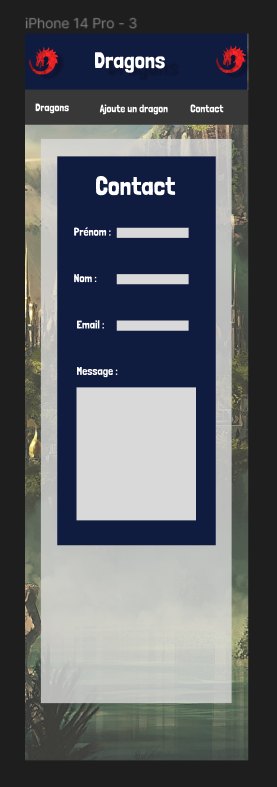 iPhone 14 Pro - 3
Dragons
Dragons Ajoute un dragon Contact
Contact
Prénom :
Nom :
Email :
Message :